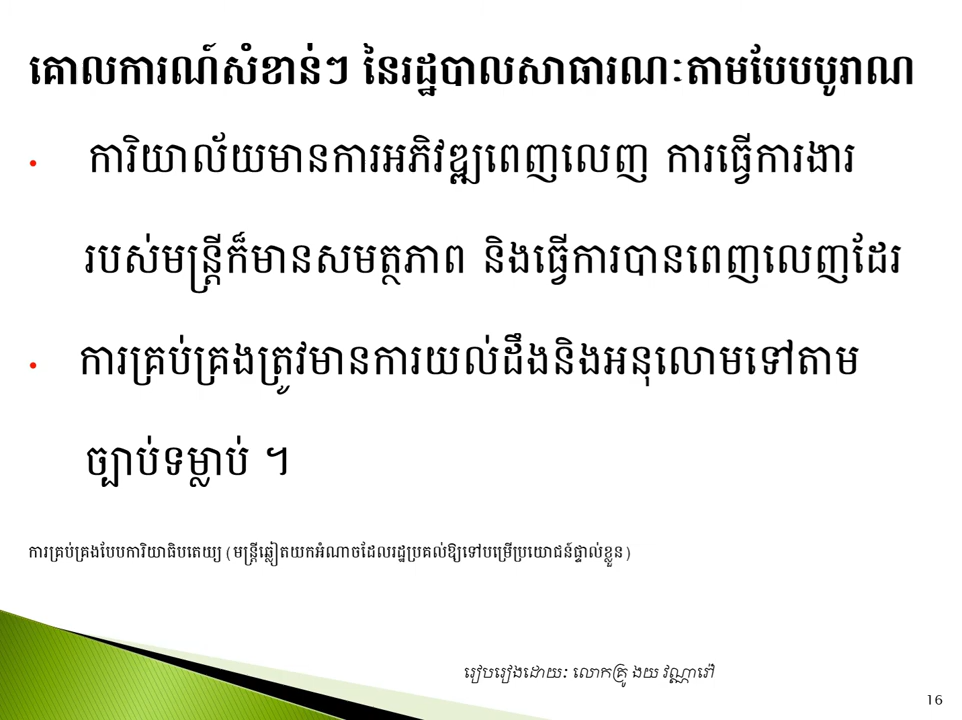 គោលការណ៍សំខាន់ៗ នៃរដ្ឋបាលសាធារណៈតាមបែបបូរាណ
• ការិយាល័យមានការអភិវឌ្ឍពេញលេញ ការធ្វើការងារ
របស់មន្រ្តីក៏មានសមត្ថភាព និងធ្វើការបានពេញលេញដែរ
• ការគ្រប់គ្រងត្រូវមានការយល់ដឹងនិងអនុលោមទៅតាម
ច្បាប់ទម្លាប់ ។
ការគ្រប់គ្រងបែបការិយាធិបតេយ្យ (មន្រ្តីឆ្លៀតយកអំណាចដែលរដ្ឋប្រគល់ឱ្យទៅបម្រើប្រយោជន៍ផ្ទាល់ខ្លួន)
រៀបរៀងដោយៈ លោកគ្រូ ងយ វណ្ណារៅ
16